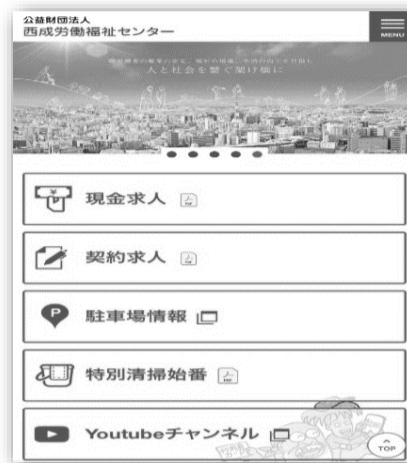 公益財団法人
西成労働福祉センター
MENU
人と社会を繋ぐ架け橋に
現金求人
契約求人
P
駐車場情報
特別清掃始番
Youtubeチャンネル
TOP